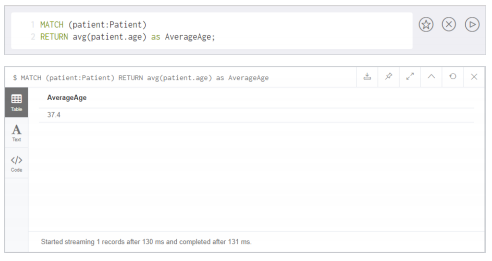 1 MATCH (patient:Patient)
2 RETURN avg(patient.age) as AverageAge;
$ MATCH (patient:Patient) RETURN avg(patient.age) as AverageAge
Table
AverageAge
37.4
A
Text
</>
Code
Started streaming 1 records after 130 ms and completed after 131 ms.